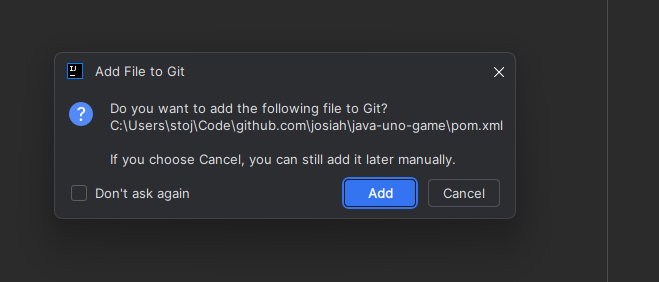 IJ
Add File to Git
?
Do you want to add the following file to Git?
C:\Users\stoj\Code\github.com\josiah\java-uno-game\pom.xml
If you choose Cancel, you can still add it later manually.
Don't ask again
Add
Cancel